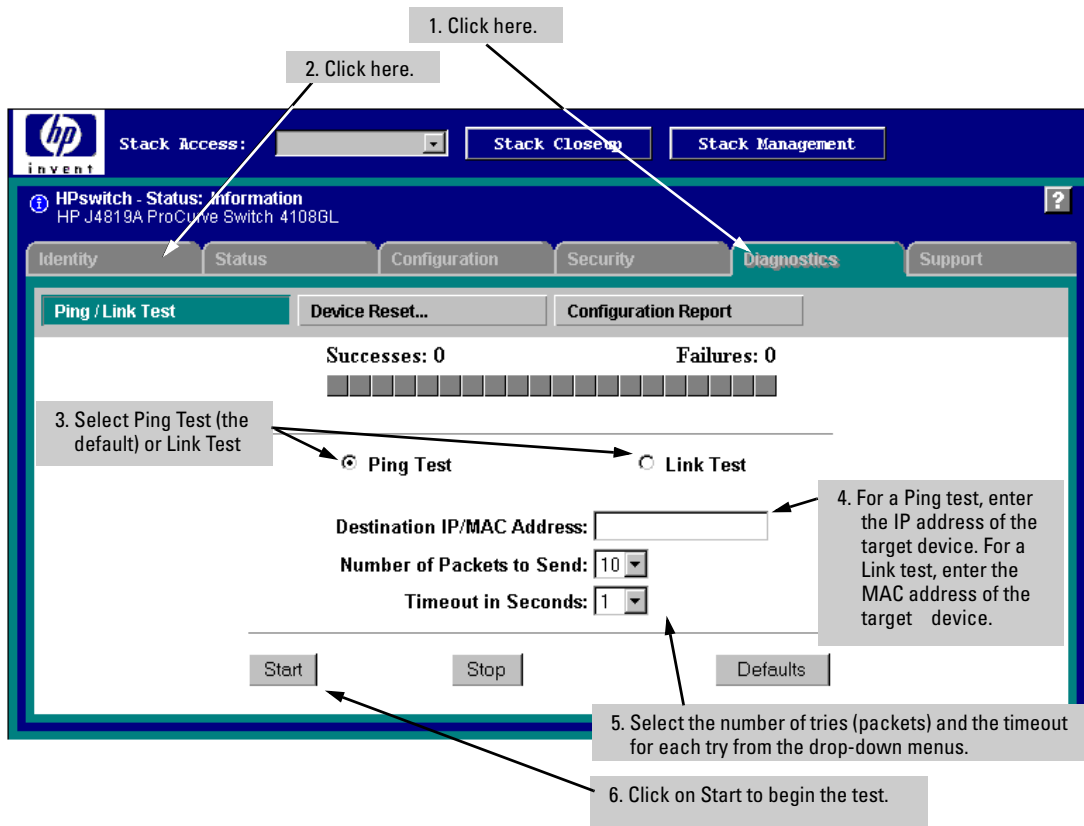 1. Click here.
2. Click here.
hp
invent
Stack Access:
Stack Closeup
Stack Management
HPswitch - Status: Information
HP J4819A ProCurve Switch 4108GL
?
Identity
Status
Configuration
Security
Diagnostics
Support
Ping / Link Test
Device Reset...
Configuration Report
Successes: 0
Failures: 0
3. Select Ping Test (the
default) or Link Test
Ping Test
Link Test
4. For a Ping test, enter
the IP address of the
target device. For a
Link test, enter the
MAC address of the
target device.
Destination IP/MAC Address:
Number of Packets to Send: 10
Timeout in Seconds: 1
Start
Stop
Defaults
5. Select the number of tries (packets) and the timeout
for each try from the drop-down menus.
6. Click on Start to begin the test.